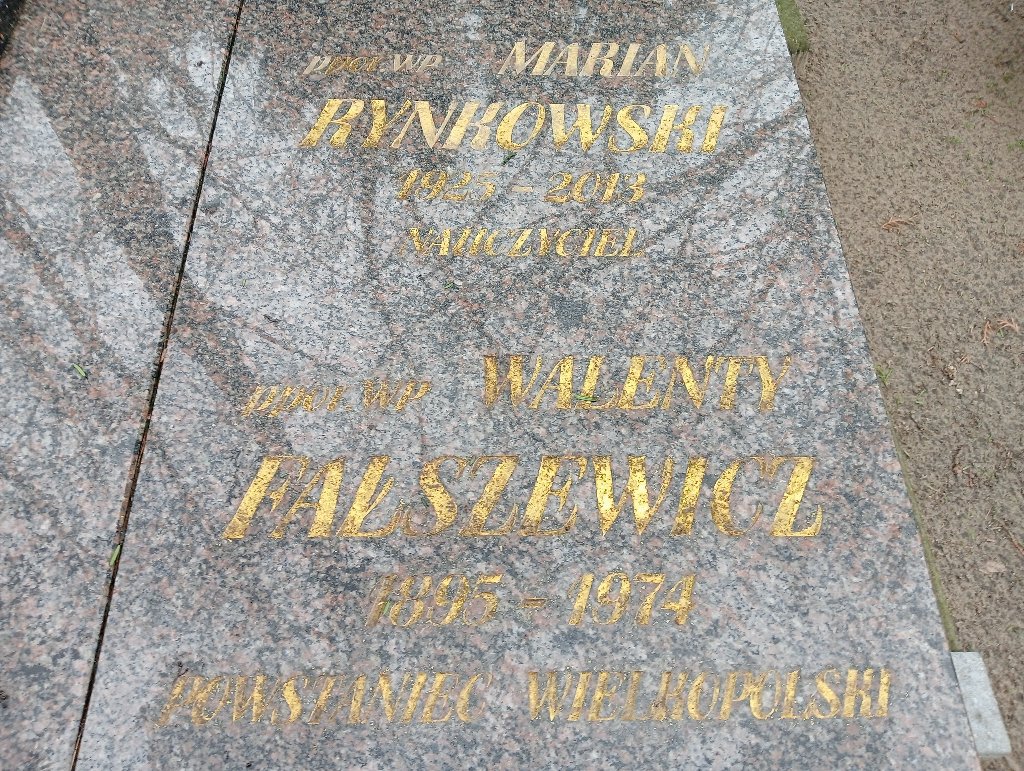 ppor. WP MARIAN
RYNKOWSKI
1925 - 2013
NAUCZYCIEL
ppor. WP WALENTY
FAŁSZEWICZ
1895 - 1974
POWSTANIEC WIELKOPOLSKI